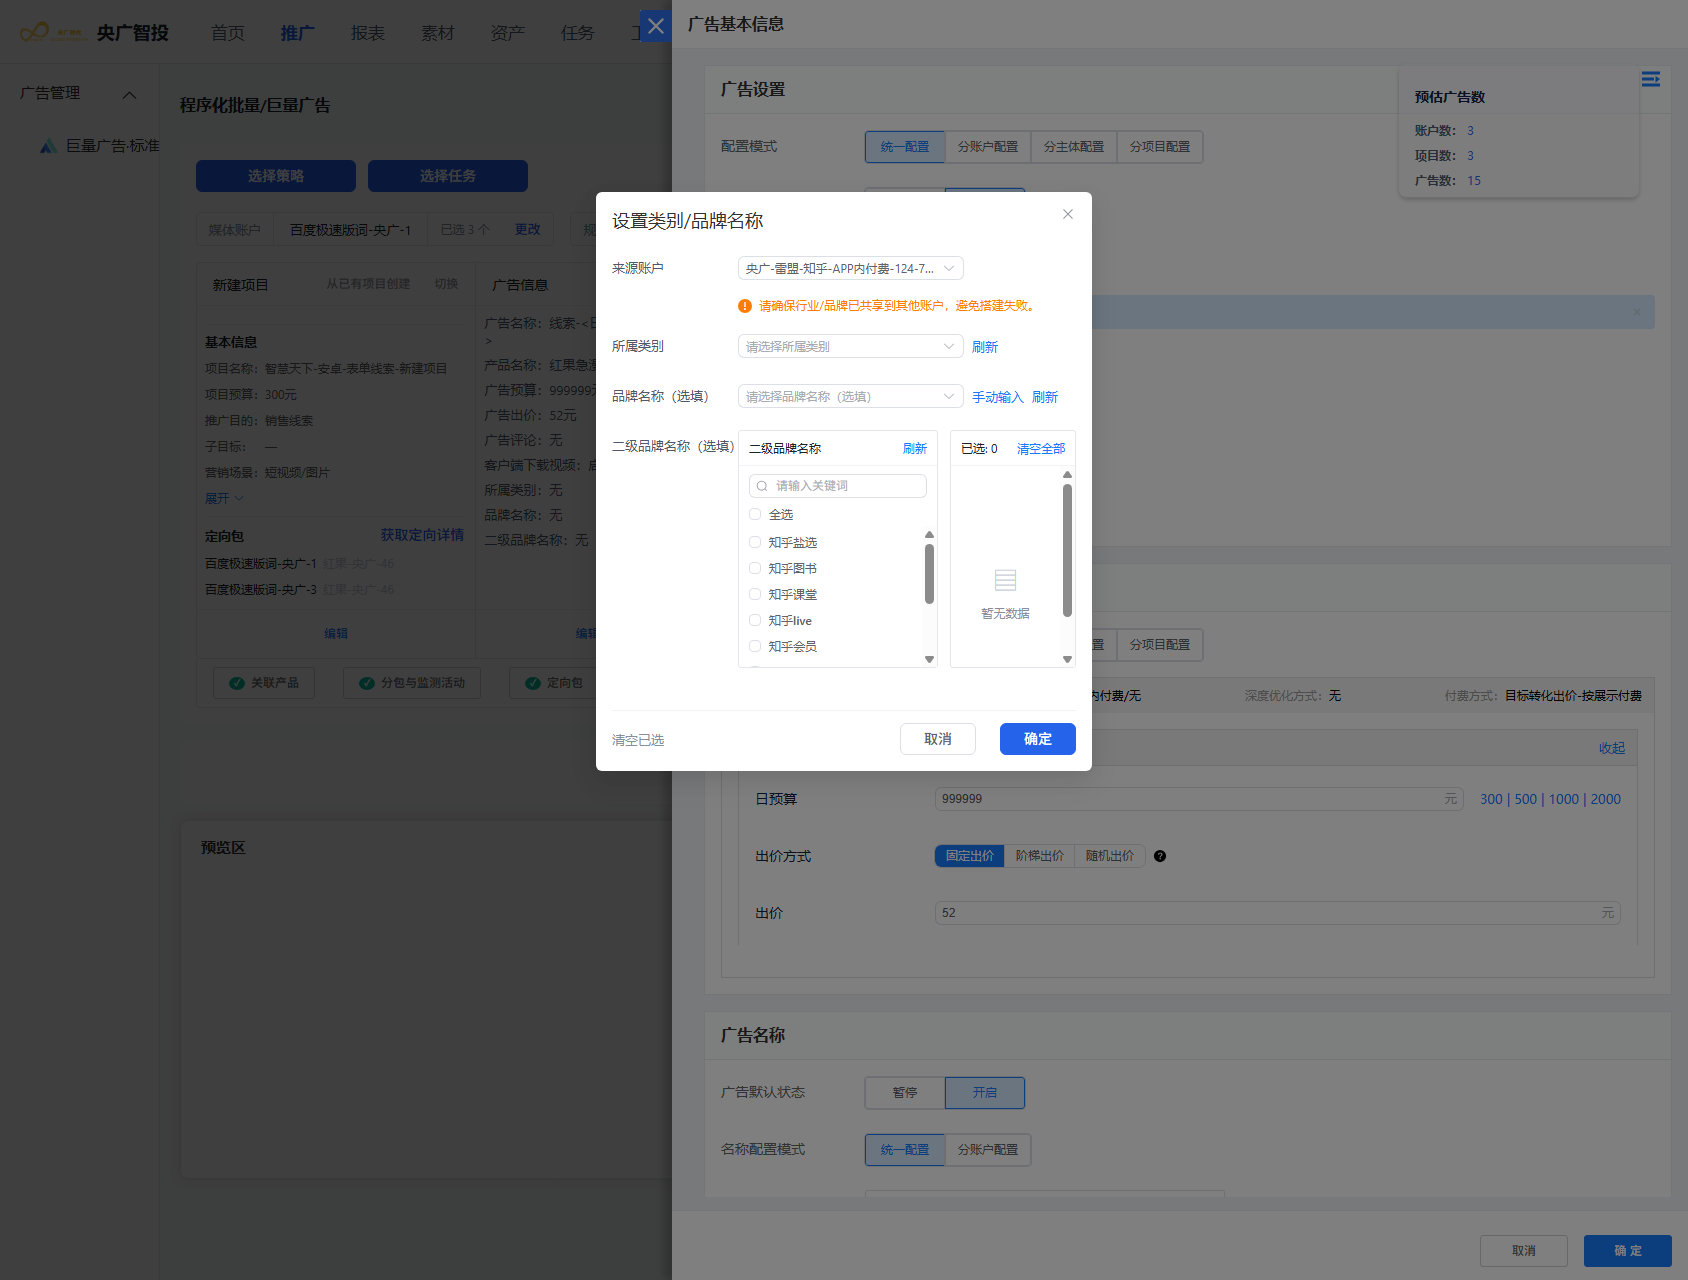 央广智投
首页
推广
报表
素材
资产
任务
广告管理
巨量广告·标准
程序化批量/巨量广告
选择策略
选择任务
媒体账户
百度极速版词-央广-1
已选 3 个
更改
新建项目
从已有项目创建
切换
广告信息
基本信息
项目名称：智慧天下-安卓-表单线索-新建项目
项目预算：300元
推广目的：销售线索
子目标：—
营销场景：短视频/图片
展开
定向包
获取定向详情
百度极速版词-央广-1 红果-央广-46
百度极速版词-央广-3 红果-央广-46
编辑
广告名称：线索-<日
>
广告预算：999999元
广告出价：52元
广告评论：无
所属类别：无
品牌名称：无
二级品牌名称：无
编辑
关联产品
分包与监测活动
定向包
预览区
广告基本信息
广告设置
配置模式
统一配置
分账户配置
分主体配置
分项目配置
预估广告数
账户数：3
项目数：3
广告数：15
设置类别/品牌名称
来源账户
央广-雷盟-知乎-APP内付费-124-7...
请确保行业/品牌已共享到其他账户，避免搭建失败。
所属类别
请选择所属类别
刷新
品牌名称（选填）
请选择品牌名称（选填）
手动输入
刷新
二级品牌名称（选填）
二级品牌名称
刷新
请输入关键词
全选
知乎盐选
知乎图书
知乎课堂
知乎live
知乎会员
已选: 0
清空全部
暂无数据
清空已选
取消
确定
置
分项目配置
内付费/无
深度优化方式：无
付费方式：目标转化出价-按展示付费
收起
日预算
999999
元
300 | 500 | 1000 | 2000
出价方式
固定出价
阶梯出价
随机出价
出价
52
元
广告名称
广告默认状态
暂停
开启
名称配置模式
统一配置
分账户配置
取消
确 定